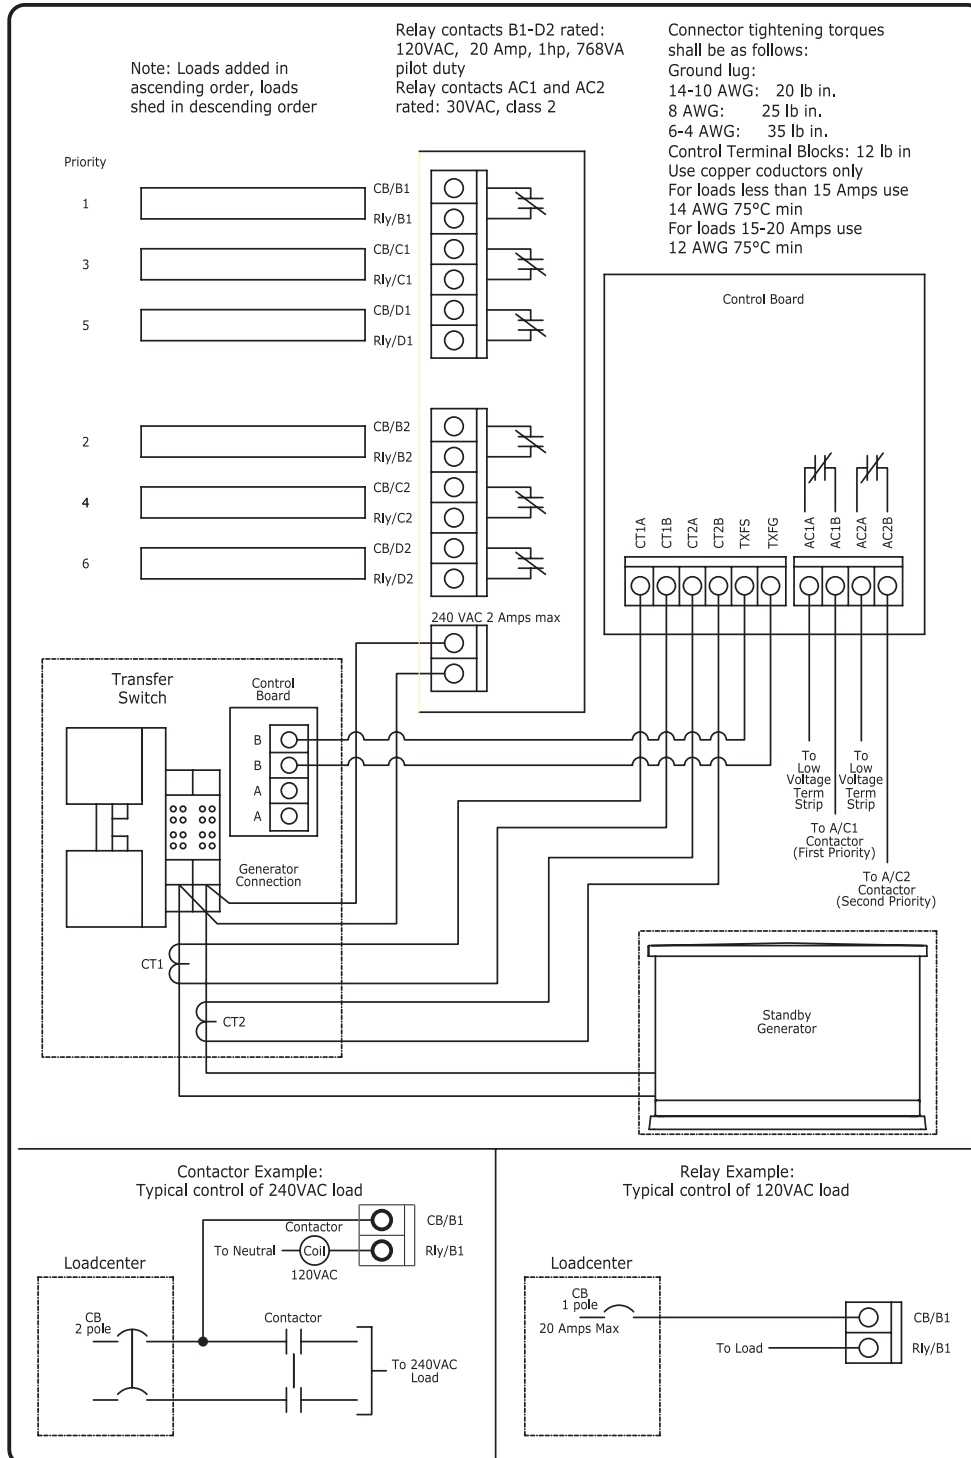 Note: Loads added in
ascending order, loads
shed in descending order
Relay contacts B1-D2 rated:
120VAC, 20 Amp, 1hp, 768VA
pilot duty
Relay contacts AC1 and AC2
rated: 30VAC, class 2
Connector tightening torques
shall be as follows:
Ground lug:
14-10 AWG: 20 lb in.
8 AWG: 25 lb in.
6-4 AWG: 35 lb in.
Control Terminal Blocks: 12 lb in
Use copper coductors only
For loads less than 15 Amps use
14 AWG 75°C min
For loads 15-20 Amps use
12 AWG 75°C min
Priority
1
CB/B1
Rly/B1
3
CB/C1
Rly/C1
5
CB/D1
Rly/D1
2
CB/B2
Rly/B2
4
CB/C2
Rly/C2
6
CB/D2
Rly/D2
240 VAC 2 Amps max
Control Board
CT1A
CT1B
CT2A
CT2B
TXFS
TXFG
AC1A
AC1B
AC2A
AC2B
Transfer
Switch
Control
Board
B
B
A
A
Generator
Connection
CT1
CT2
To
Low
Voltage
Term
Strip
To
Low
Voltage
Term
Strip
To A/C1
Contactor
(First Priority)
To A/C2
Contactor
(Second Priority)
Standby
Generator
Contactor Example:
Typical control of 240VAC load
Contactor
CB/B1
To Neutral
Coil
Rly/B1
120VAC
Loadcenter
CB
2 pole
Contactor
To 240VAC
Load
Relay Example:
Typical control of 120VAC load
Loadcenter
CB
1 pole
20 Amps Max
CB/B1
To Load
Rly/B1